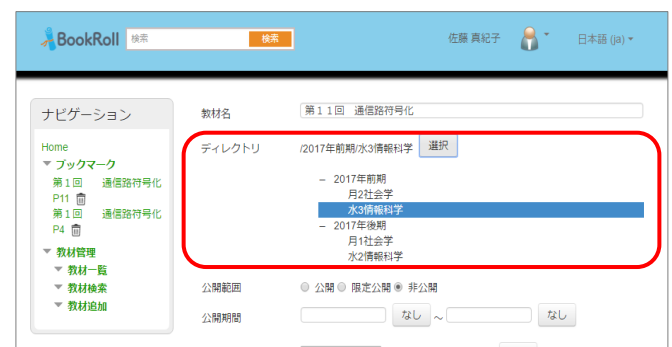 BookRoll 検索 検索 佐藤 真紀子 日本語 (ja)
ナビゲーション
Home
ブックマーク
第1回 通信路符号化
P11
第1回 通信路符号化
P4
教材管理
教材一覧
教材検索
教材追加
教材名 第11回 通信路符号化
ディレクトリ /2017年前期/水3情報科学 選択
– 2017年前期
月2社会学
水3情報科学
– 2017年後期
月1社会学
水2情報科学
公開範囲 公開 限定公開 非公開
公開期間 なし ~ なし